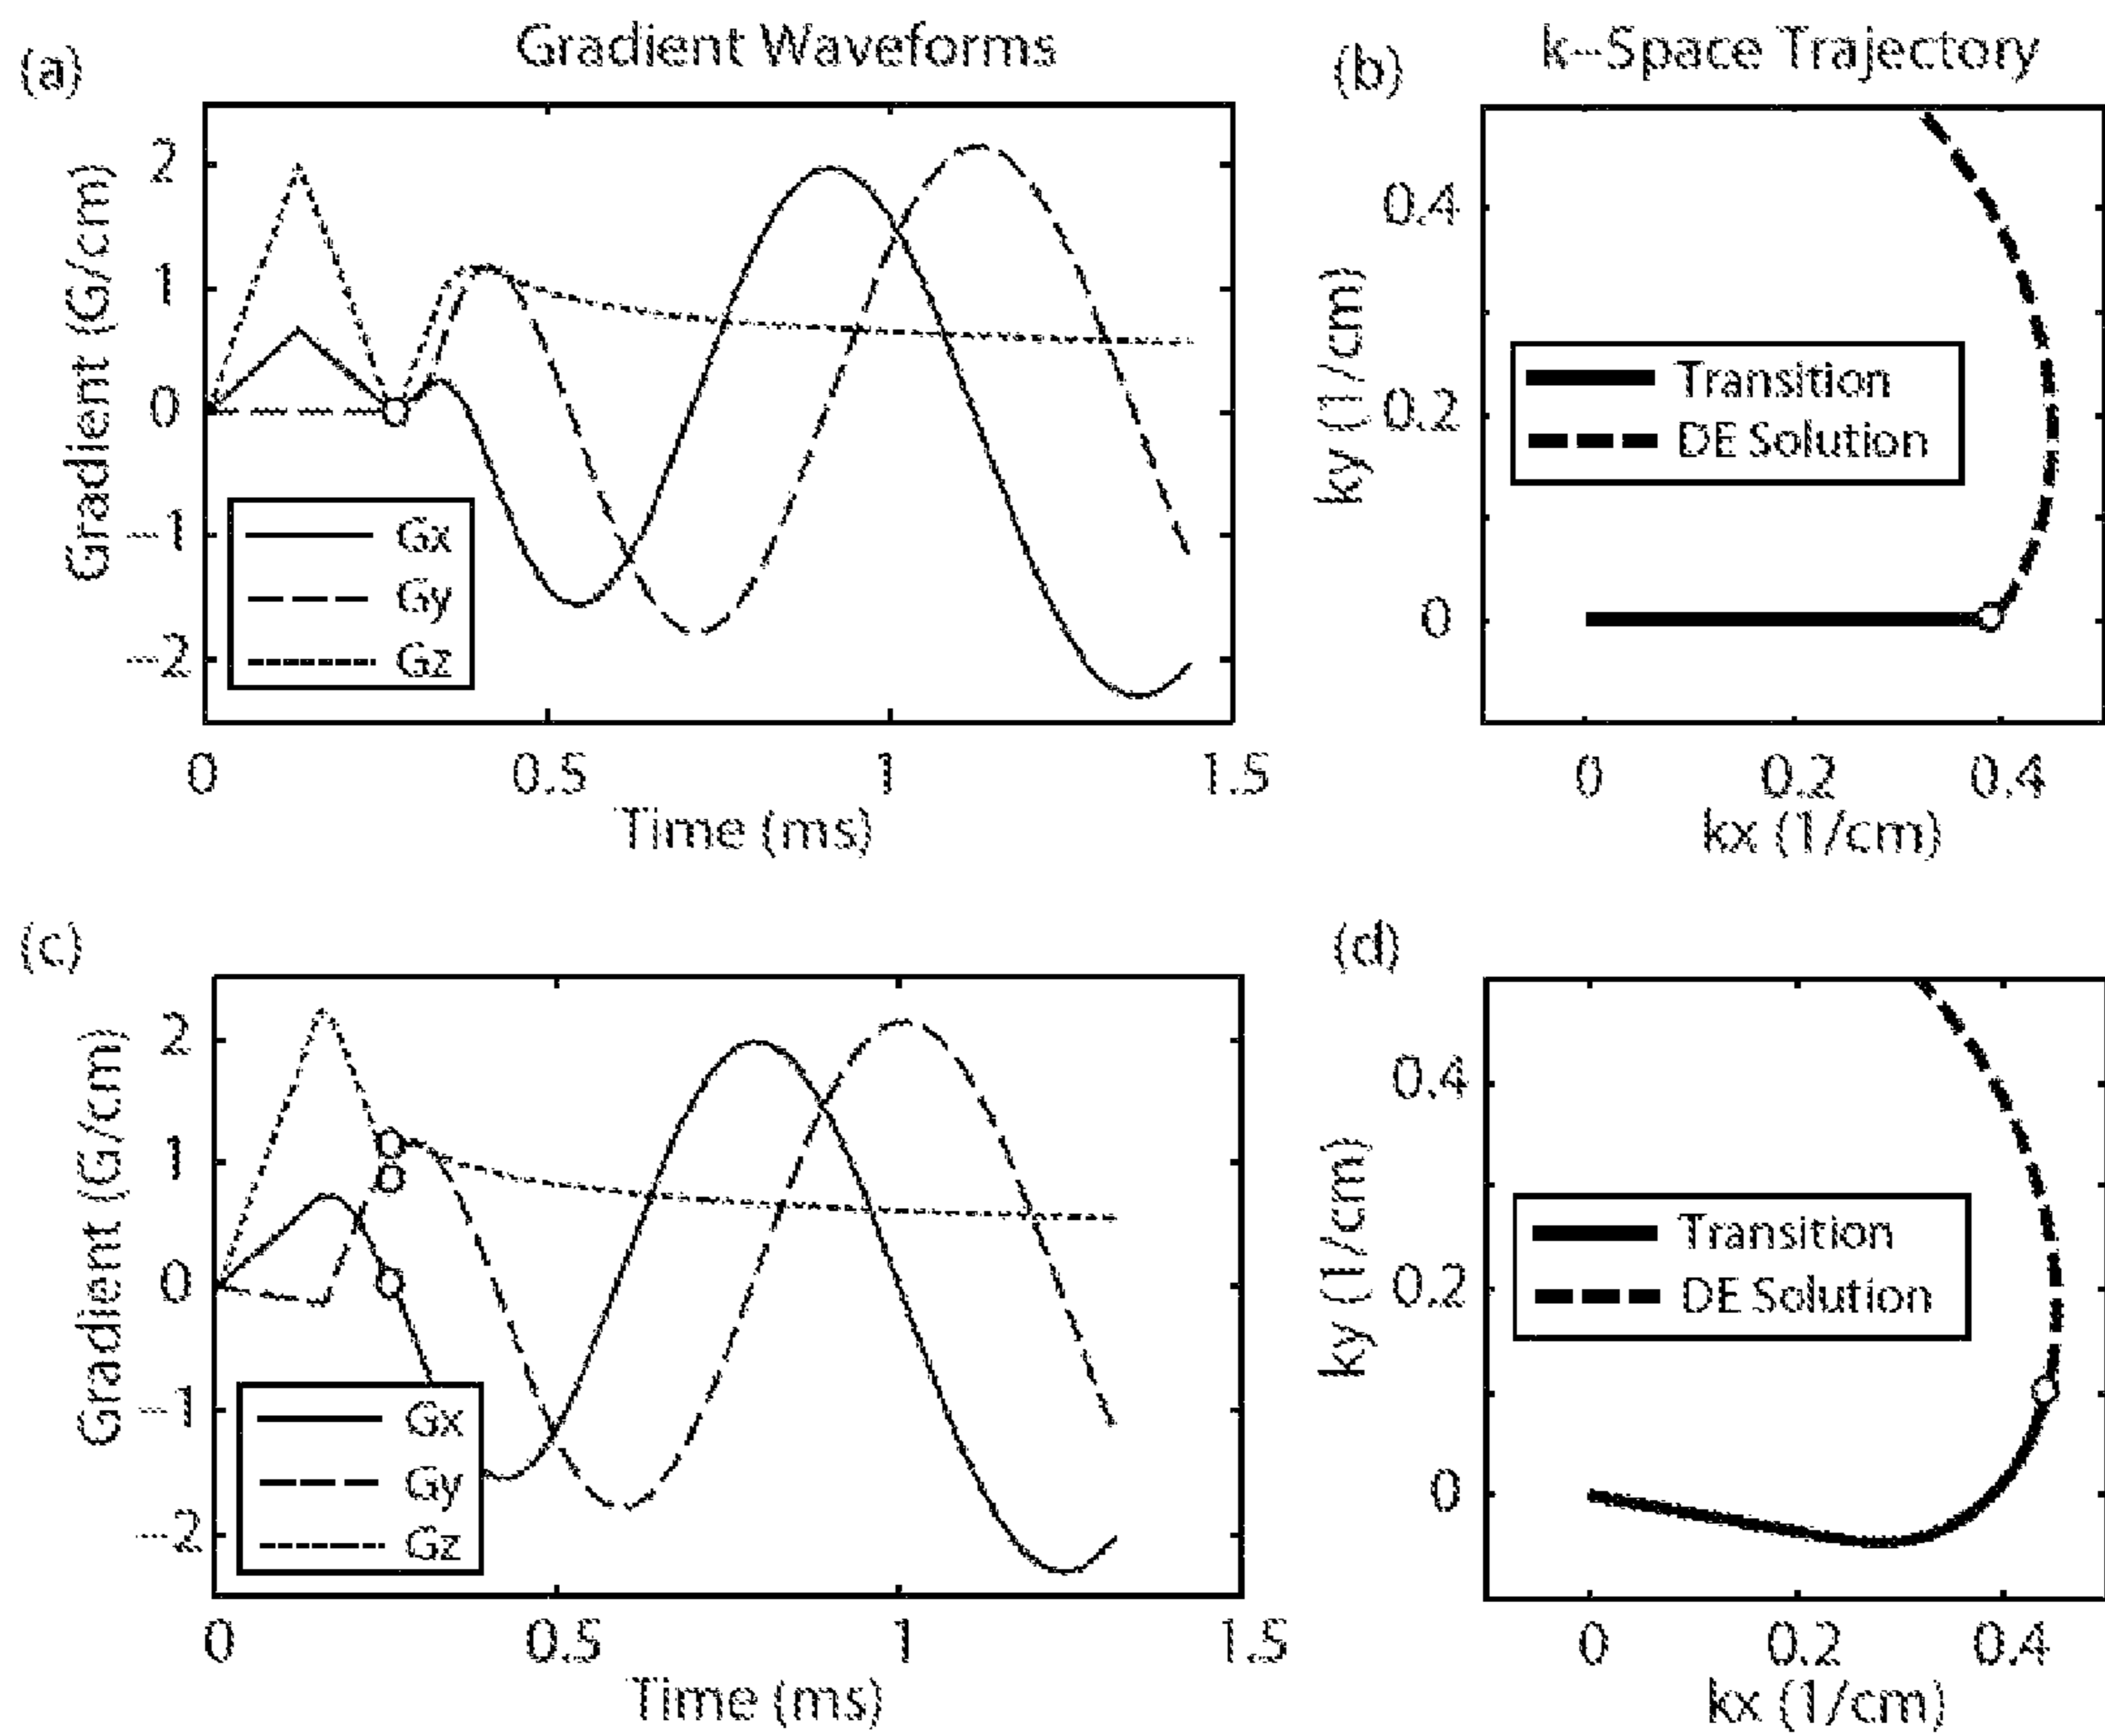 (a)
Gradient Waveforms
(b)
k-Space Trajectory
Gradient (G/cm)
2
1
0
-1
-2
Gx
Gy
Gz
0
0.5
1
1.5
Time (ms)
ky (1/cm)
0.4
0.2
0
Transition
DE Solution
0
0.2
0.4
kx (1/cm)
(c)
Gradient (G/cm)
2
1
0
-1
-2
Gx
Gy
Gz
0
0.5
1
1.5
Time (ms)
(d)
ky (1/cm)
0.4
0.2
0
Transition
DE Solution
0
0.2
0.4
kx (1/cm)